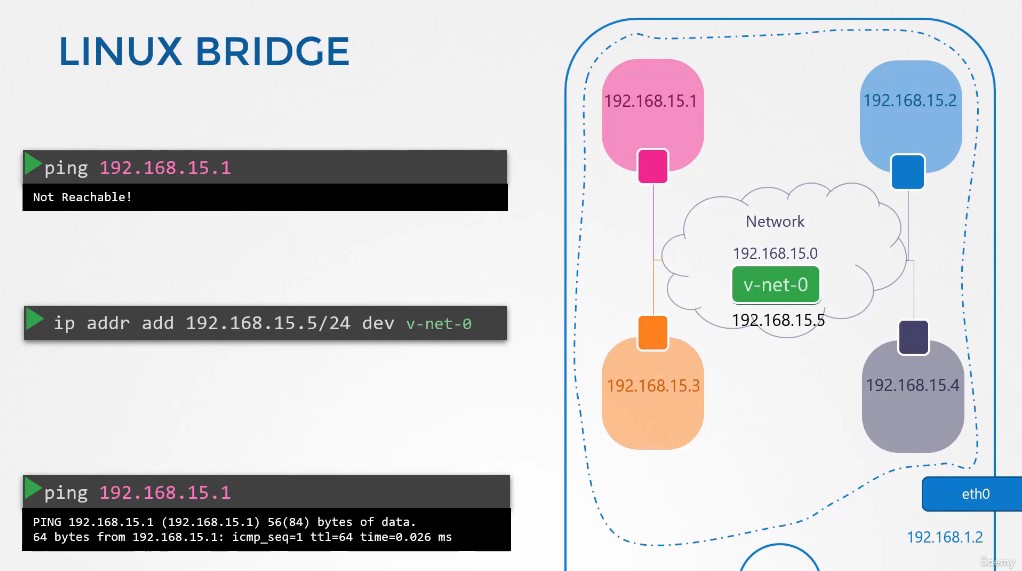 LINUX BRIDGE
ping 192.168.15.1
Not Reachable!
ip addr add 192.168.15.5/24 dev v-net-0
ping 192.168.15.1
PING 192.168.15.1 (192.168.15.1) 56(84) bytes of data.
64 bytes from 192.168.15.1: icmp_seq=1 ttl=64 time=0.026 ms
192.168.15.1
192.168.15.2
Network
192.168.15.0
v-net-0
192.168.15.5
192.168.15.3
192.168.15.4
eth0
192.168.1.2
ûdemy